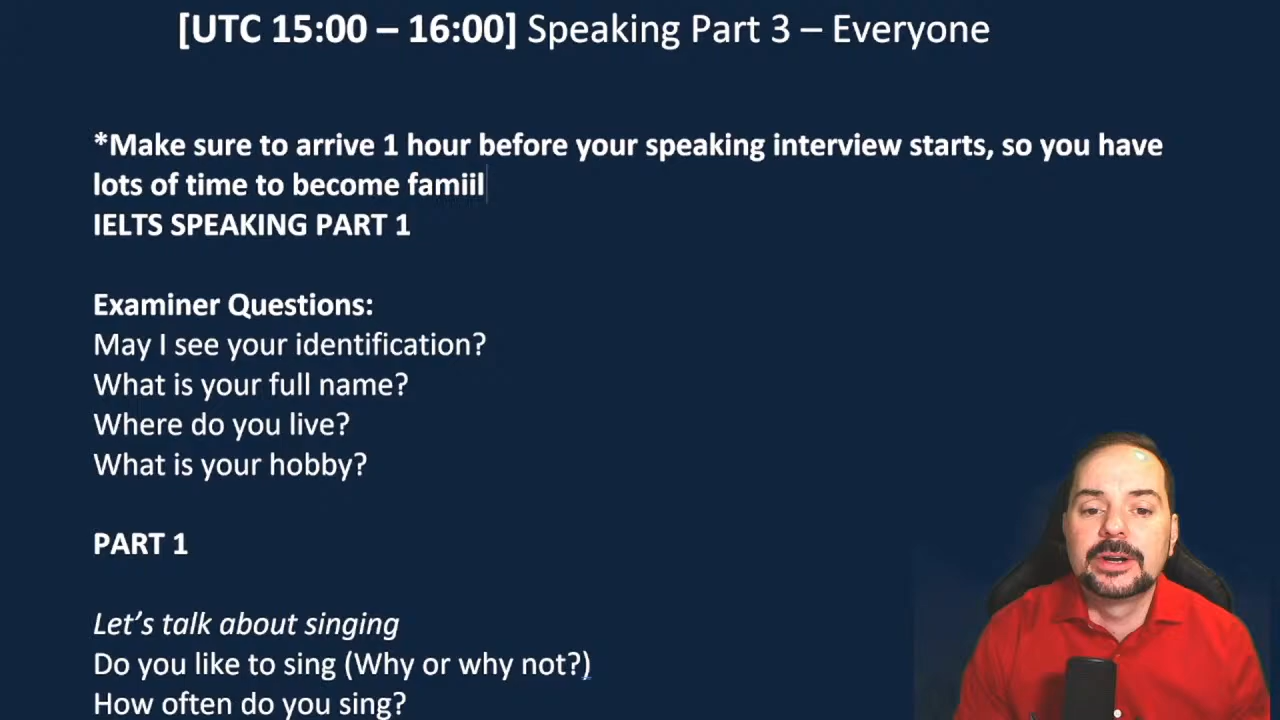 [UTC 15:00 – 16:00] Speaking Part 3 – Everyone
*Make sure to arrive 1 hour before your speaking interview starts, so you have
lots of time to become famiil
IELTS SPEAKING PART 1
Examiner Questions:
May I see your identification?
What is your full name?
Where do you live?
What is your hobby?
PART 1
Let’s talk about singing
Do you like to sing (Why or why not?)
How often do you sing?